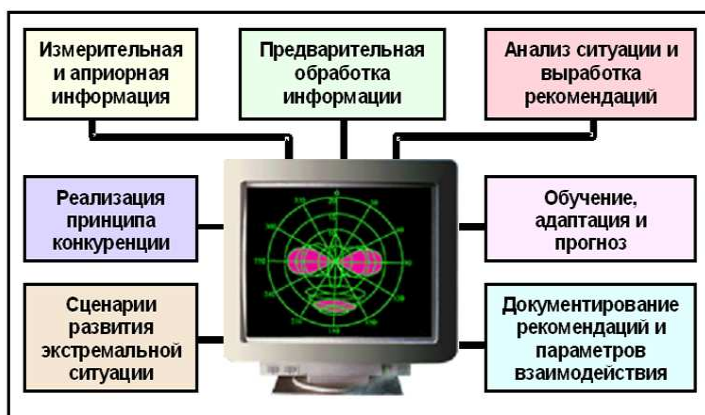 Измерительная
и априорная
информация
Предварительная
обработка
информации
Анализ ситуации и
выработка
рекомендаций
Реализация
принципа
конкуренции
Обучение,
адаптация и
прогноз
Сценарии
развития
экстремальной
ситуации
Документирование
рекомендаций и
параметров
взаимодействия